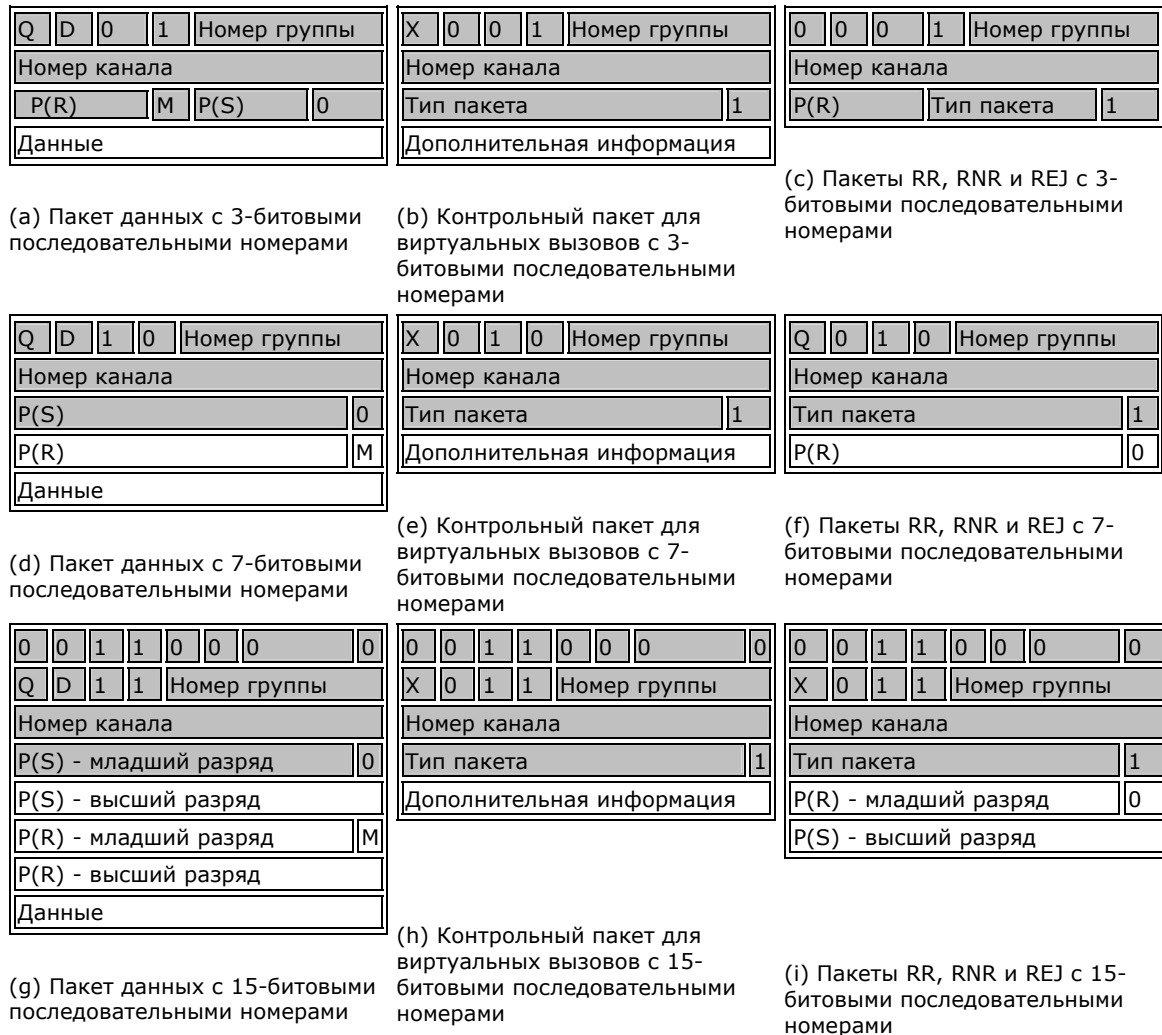 Q D 0 1 Номер группы
Номер канала
P(R) M P(S) 0
Данные
(a) Пакет данных с 3-битовыми
последовательными номерами
X 0 0 1 Номер группы
Номер канала
Тип пакета 1
Дополнительная информация
(b) Контрольный пакет для
виртуальных вызовов с 3-
битовыми последовательными
номерами
0 0 0 1 Номер группы
Номер канала
P(R) Тип пакета 1
(c) Пакеты RR, RNR и REJ с 3-
битовыми последовательными
номерами
Q D 1 0 Номер группы
Номер канала
P(S) 0
P(R) M
Данные
(d) Пакет данных с 7-битовыми
последовательными номерами
X 0 1 0 Номер группы
Номер канала
Тип пакета 1
Дополнительная информация
(e) Контрольный пакет для
виртуальных вызовов с 7-
битовыми последовательными
номерами
Q 0 1 0 Номер группы
Номер канала
Тип пакета 1
P(R) 0
(f) Пакеты RR, RNR и REJ с 7-
битовыми последовательными
номерами
0 0 1 1 0 0 0 0
Q D 1 1 Номер группы
Номер канала
P(S) - младший разряд 0
P(S) - высший разряд
P(R) - младший разряд M
P(R) - высший разряд
Данные
(g) Пакет данных с 15-битовыми
последовательными номерами
0 0 1 1 0 0 0 0
X 0 1 1 Номер группы
Номер канала
Тип пакета 1
Дополнительная информация
(h) Контрольный пакет для
виртуальных вызовов с 15-
битовыми последовательными
номерами
0 0 1 1 0 0 0 0
X 0 1 1 Номер группы
Номер канала
Тип пакета 1
P(R) - младший разряд 0
P(S) - высший разряд
(i) Пакеты RR, RNR и REJ с 15-
битовыми последовательными
номерами